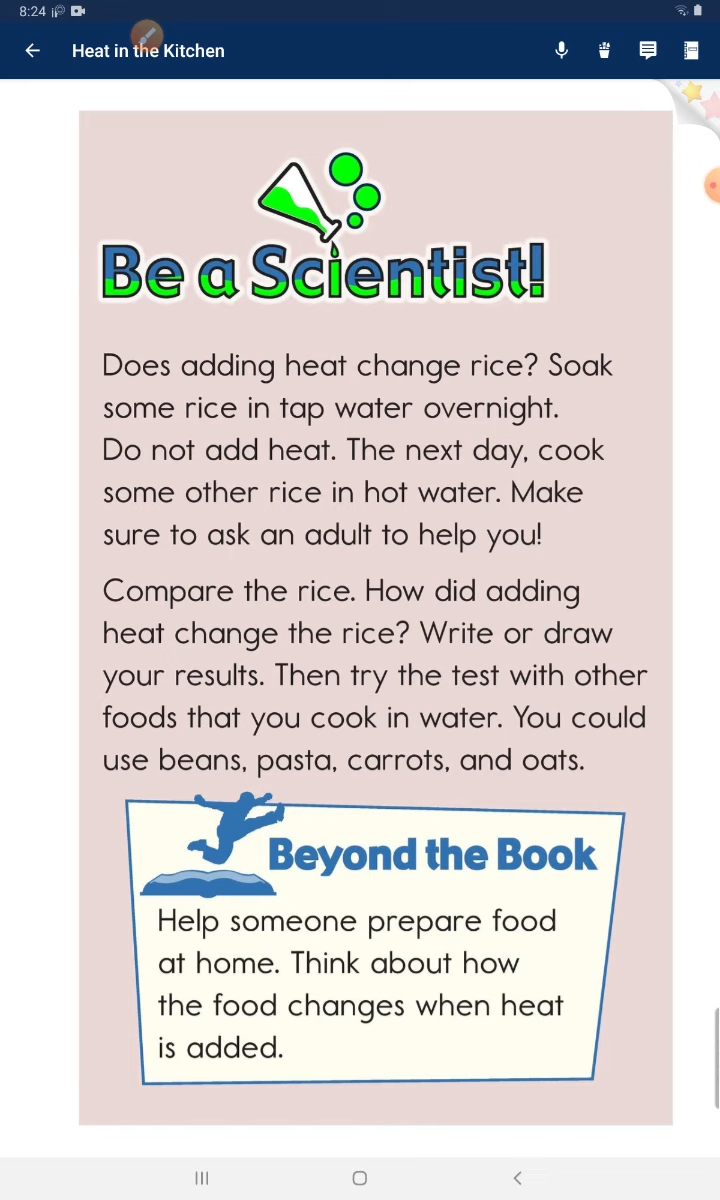 8:24
Heat in the Kitchen
Be a Scientist!
Does adding heat change rice? Soak
some rice in tap water overnight.
Do not add heat. The next day, cook
some other rice in hot water. Make
sure to ask an adult to help you!
Compare the rice. How did adding
heat change the rice? Write or draw
your results. Then try the test with other
foods that you cook in water. You could
use beans, pasta, carrots, and oats.
Beyond the Book
Help someone prepare food
at home. Think about how
the food changes when heat
is added.